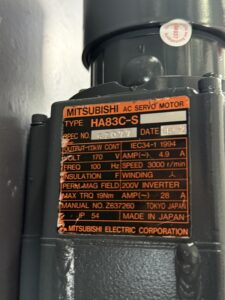 MITSUBISHI AC SERVO MOTOR
TYPE HA83C-S
SPEC NO. DATE
OUTPUT CONT IEC34-1 1994
VOLT 170 V AMP(~) 4.9 A
FREQ 100 Hz SPEED 3000 r/min
INSULATION F WINDING
PERM-MAG FIELD 200V INVERTER
MAX TRQ 19Nm AMP(~) 28 A
MANUAL NO. Z637260 TOKYO JAPAN
IP 54 MADE IN JAPAN
MITSUBISHI ELECTRIC CORPORATION